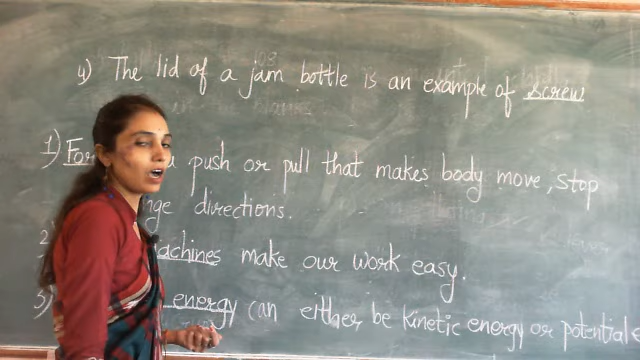 4) The lid of a jam bottle is an example of screw
1) For push or pull that makes body move, stop
nge directions.
2 achines make our work easy.
3) energy can either be kinetic energy or potential e